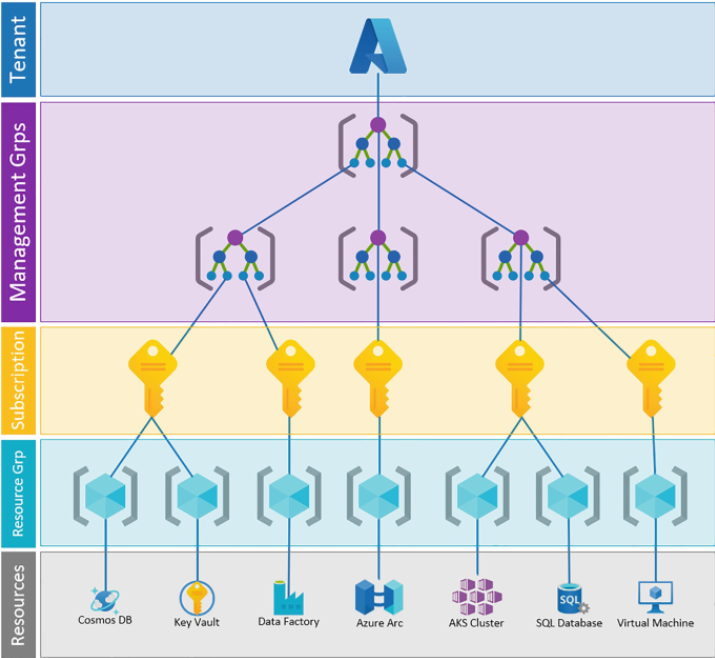 Tenant
Management Grps
Subscription
Resource Grp
Resources
Cosmos DB
Key Vault
Data Factory
Azure Arc
AKS Cluster
SQL
SQL Database
Virtual Machine